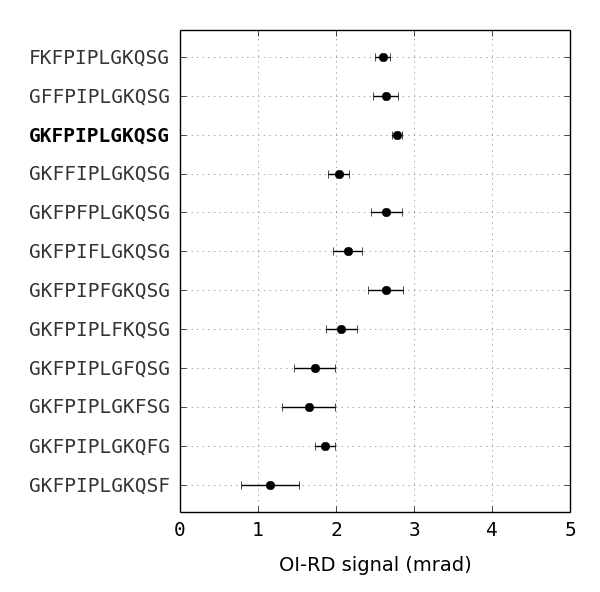 FKFPIPLGKQSG
GFFPIPLGKQSG
GKFPIPLGKQSG
GKFFIPLGKQSG
GKFPFPLGKQSG
GKFPIFLGKQSG
GKFPIPFGKQSG
GKFPIPLFKQSG
GKFPIPLGFQSG
GKFPIPLGKFSG
GKFPIPLGKQFG
GKFPIPLGKQSF
0 1 2 3 4 5
OI-RD signal (mrad)